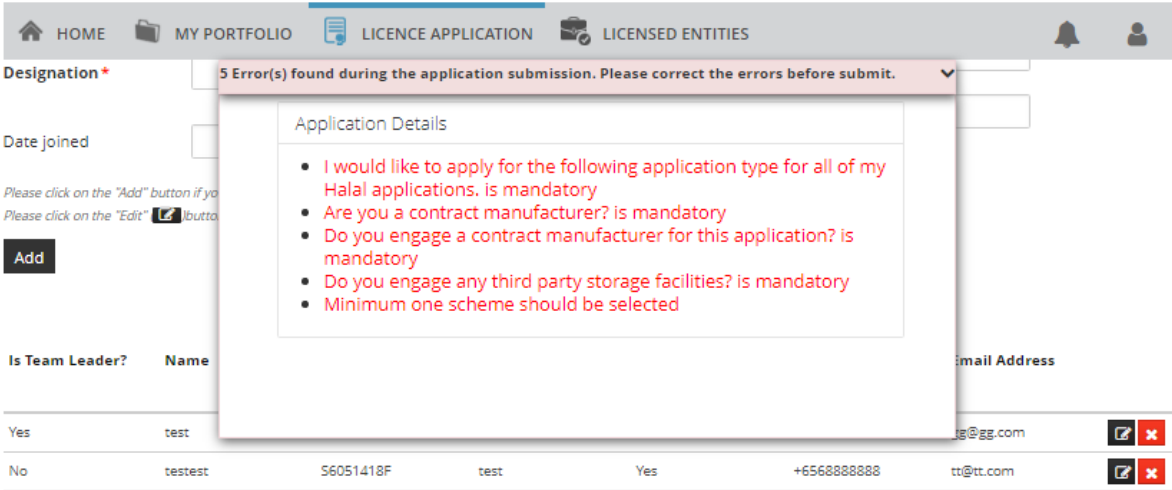 HOME MY PORTFOLIO LICENCE APPLICATION LICENSED ENTITIES
Designation*
5 Error(s) found during the application submission. Please correct the errors before submit.
Application Details
Date joined
I would like to apply for the following application type for all of my
Halal applications. is mandatory
Please click on the "Add" button if yo
Are you a contract manufacturer? is mandatory
Please click on the "Edit" ( )butto
Do you engage a contract manufacturer for this application? is
mandatory
Add
Do you engage any third party storage facilities? is mandatory
Minimum one scheme should be selected
Is Team Leader? Name Email Address
Yes test gg@gg.com
No testest S6051418F test Yes +6568888888 tt@tt.com